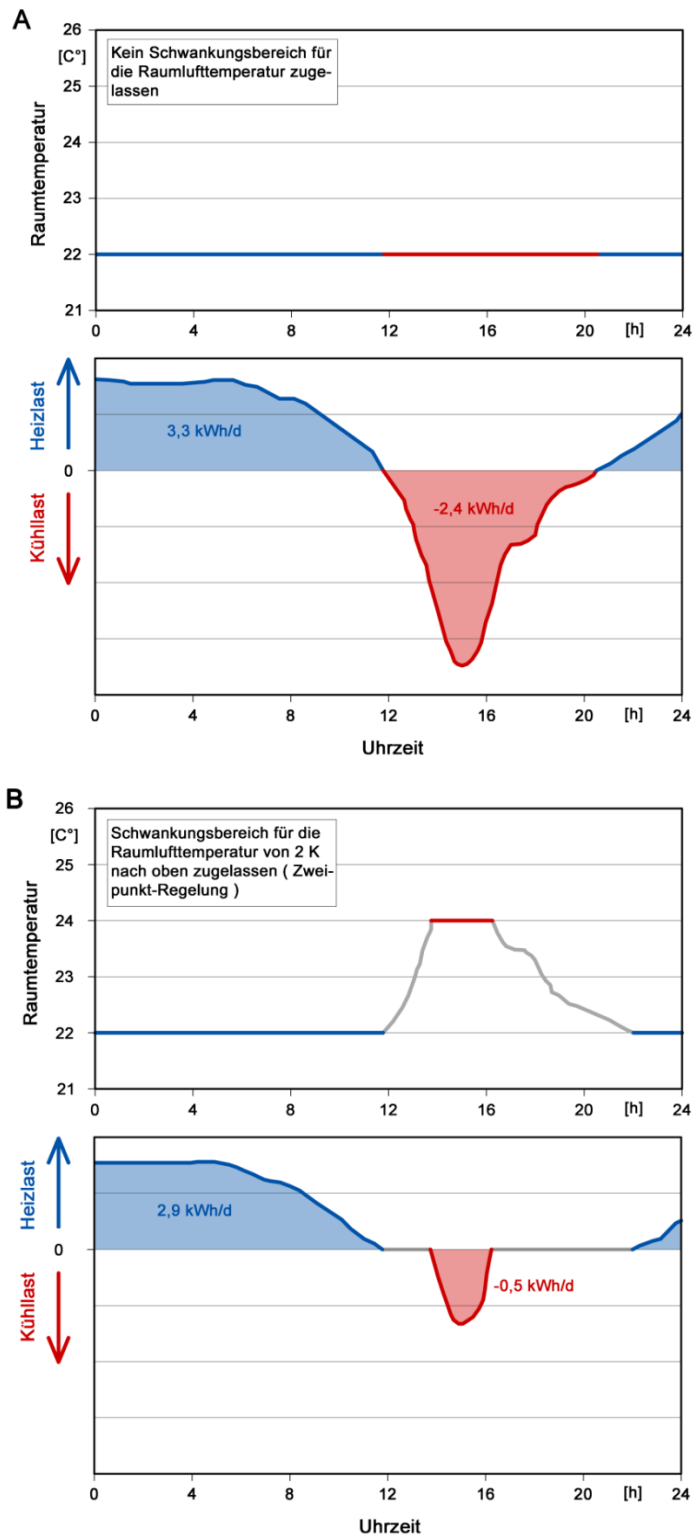 A
26
[C°]
25
24
23
22
21
Raumtemperatur
Kein Schwankungsbereich für
die Raumlufttemperatur zuge-
lassen
0 4 8 12 16 20 [h] 24
Heizlast
0
Kühllast
3,3 kWh/d
-2,4 kWh/d
0 4 8 12 16 20 [h] 24
Uhrzeit
B
26
[C°]
25
24
23
22
21
Raumtemperatur
Schwankungsbereich für die
Raumlufttemperatur von 2 K
nach oben zugelassen ( Zwei-
punkt-Regelung )
0 4 8 12 16 20 [h] 24
Heizlast
0
Kühllast
2,9 kWh/d
-0,5 kWh/d
0 4 8 12 16 20 [h] 24
Uhrzeit